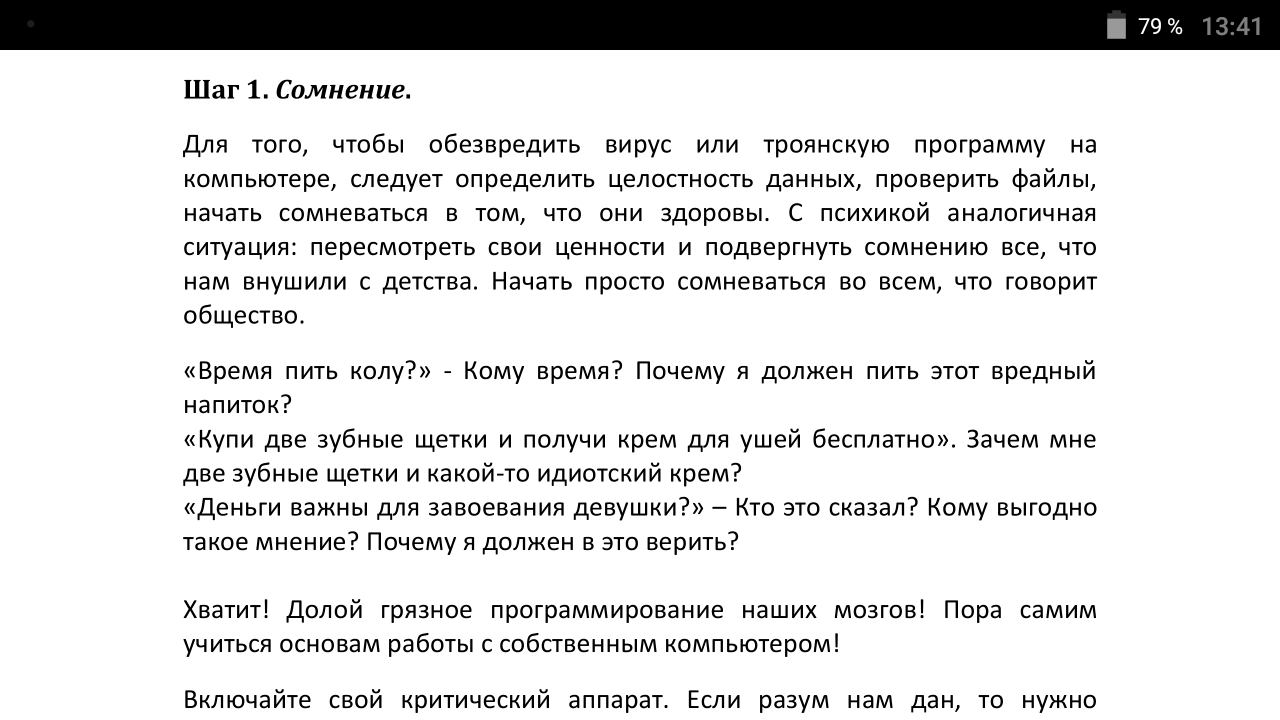 79 % 13:41
Шаг 1. Сомнение.
Для того, чтобы обезвредить вирус или троянскую программу на
компьютере, следует определить целостность данных, проверить файлы,
начать сомневаться в том, что они здоровы. С психикой аналогичная
ситуация: пересмотреть свои ценности и подвергнуть сомнению все, что
нам внушили с детства. Начать просто сомневаться во всем, что говорит
общество.
«Время пить колу?» - Кому время? Почему я должен пить этот вредный
напиток?
«Купи две зубные щетки и получи крем для ушей бесплатно». Зачем мне
две зубные щетки и какой-то идиотский крем?
«Деньги важны для завоевания девушки?» – Кто это сказал? Кому выгодно
такое мнение? Почему я должен в это верить?
Хватит! Долой грязное программирование наших мозгов! Пора самим
учиться основам работы с собственным компьютером!
Включайте свой критический аппарат. Если разум нам дан, то нужно